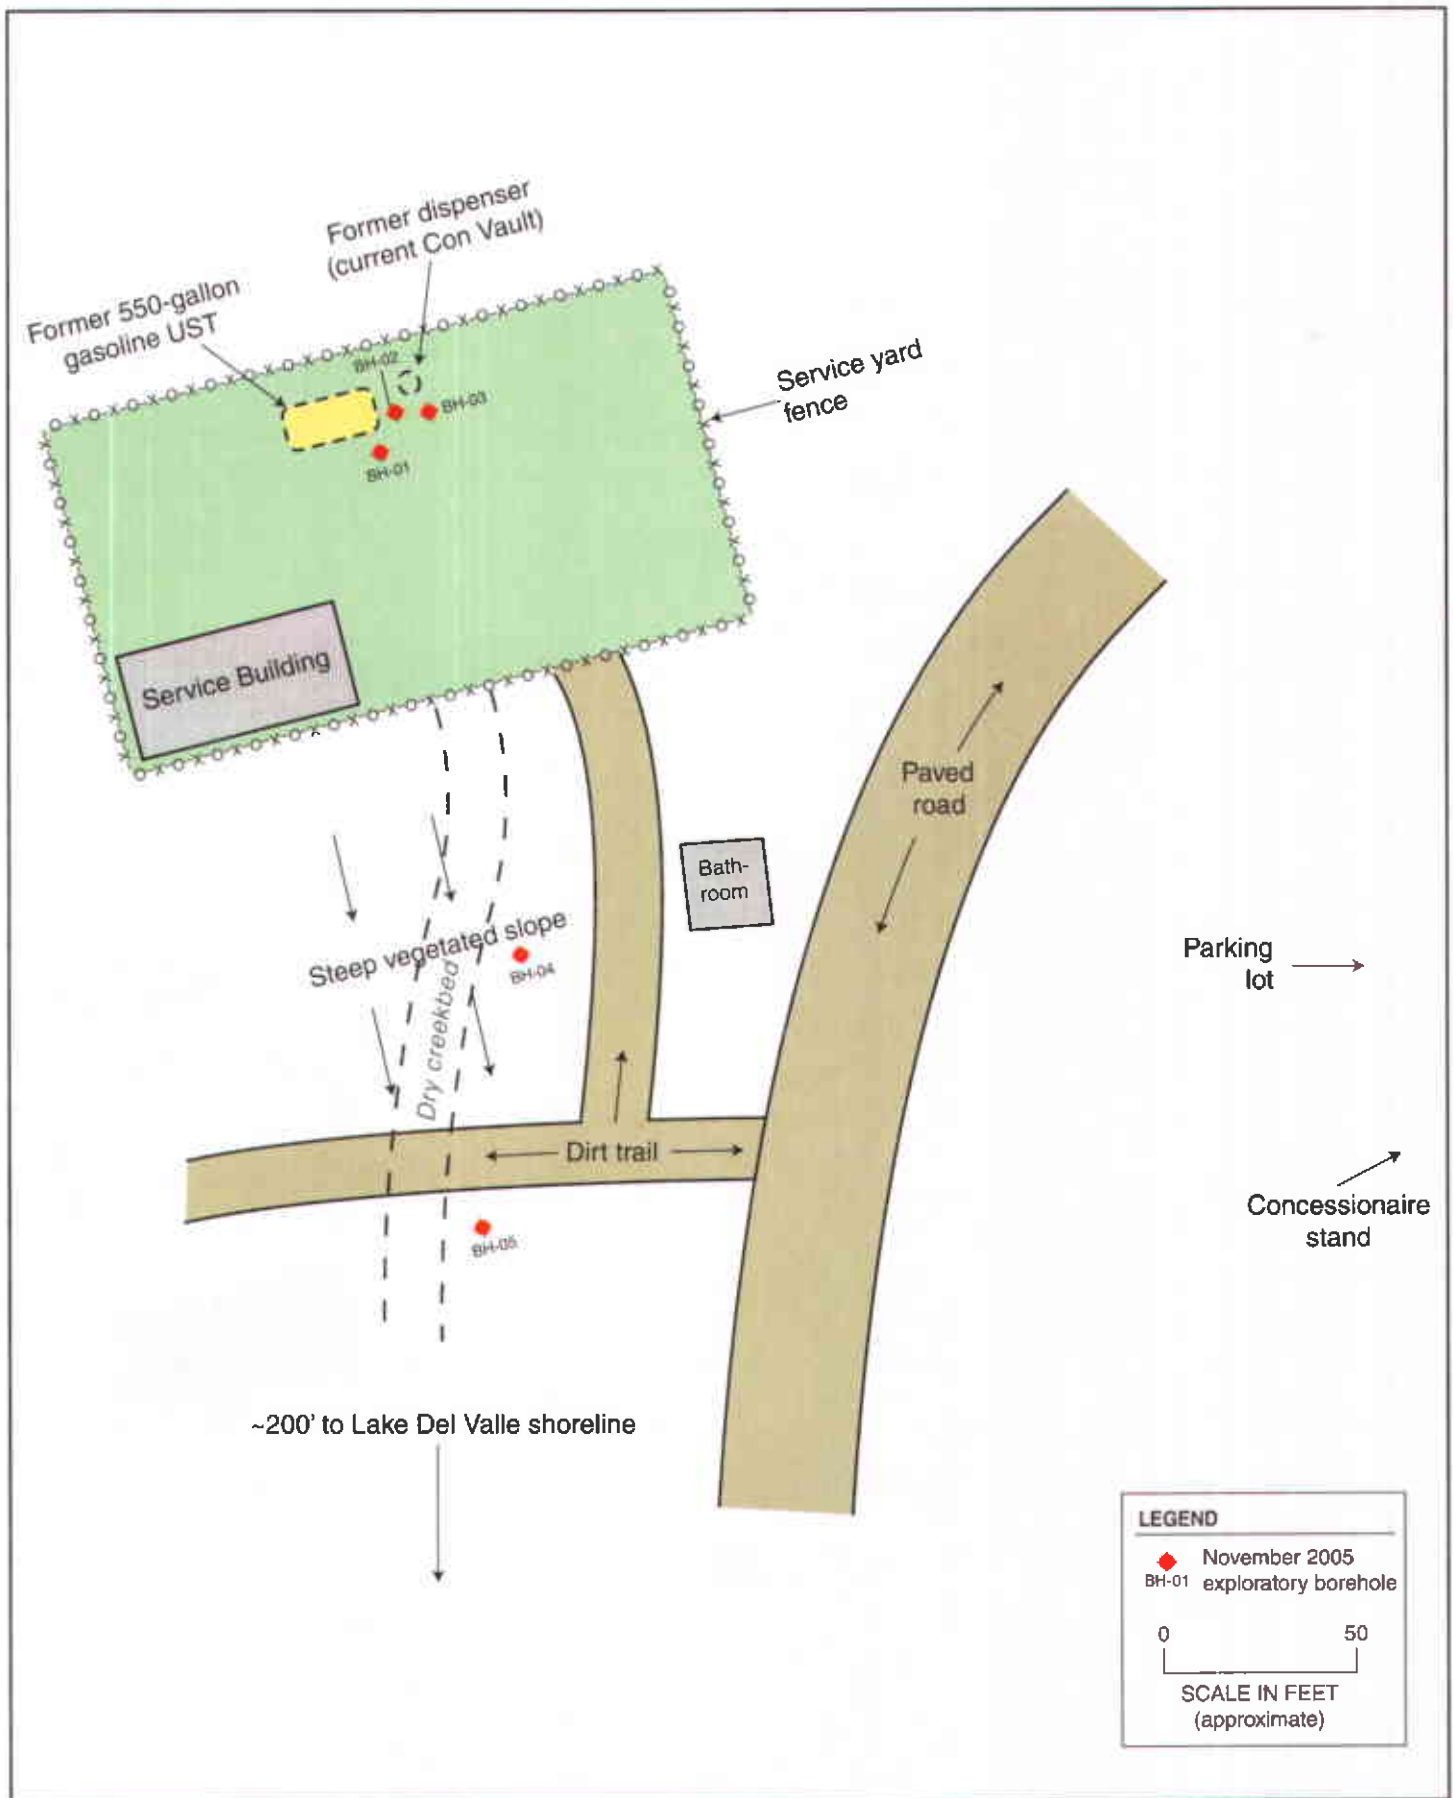 Former dispenser
(current Con Vault)
Former 550-gallon
gasoline UST
BH-02
BH-03
BH-01
Service yard
fence
Service Building
Paved
road
Bath-
room
Steep vegetated slope
BH-04
Dry creekbed
Parking
lot
Dirt trail
Concessionaire
stand
BH-05
~200' to Lake Del Valle shoreline
LEGEND
November 2005
BH-01 exploratory borehole
0 50
SCALE IN FEET
(approximate)